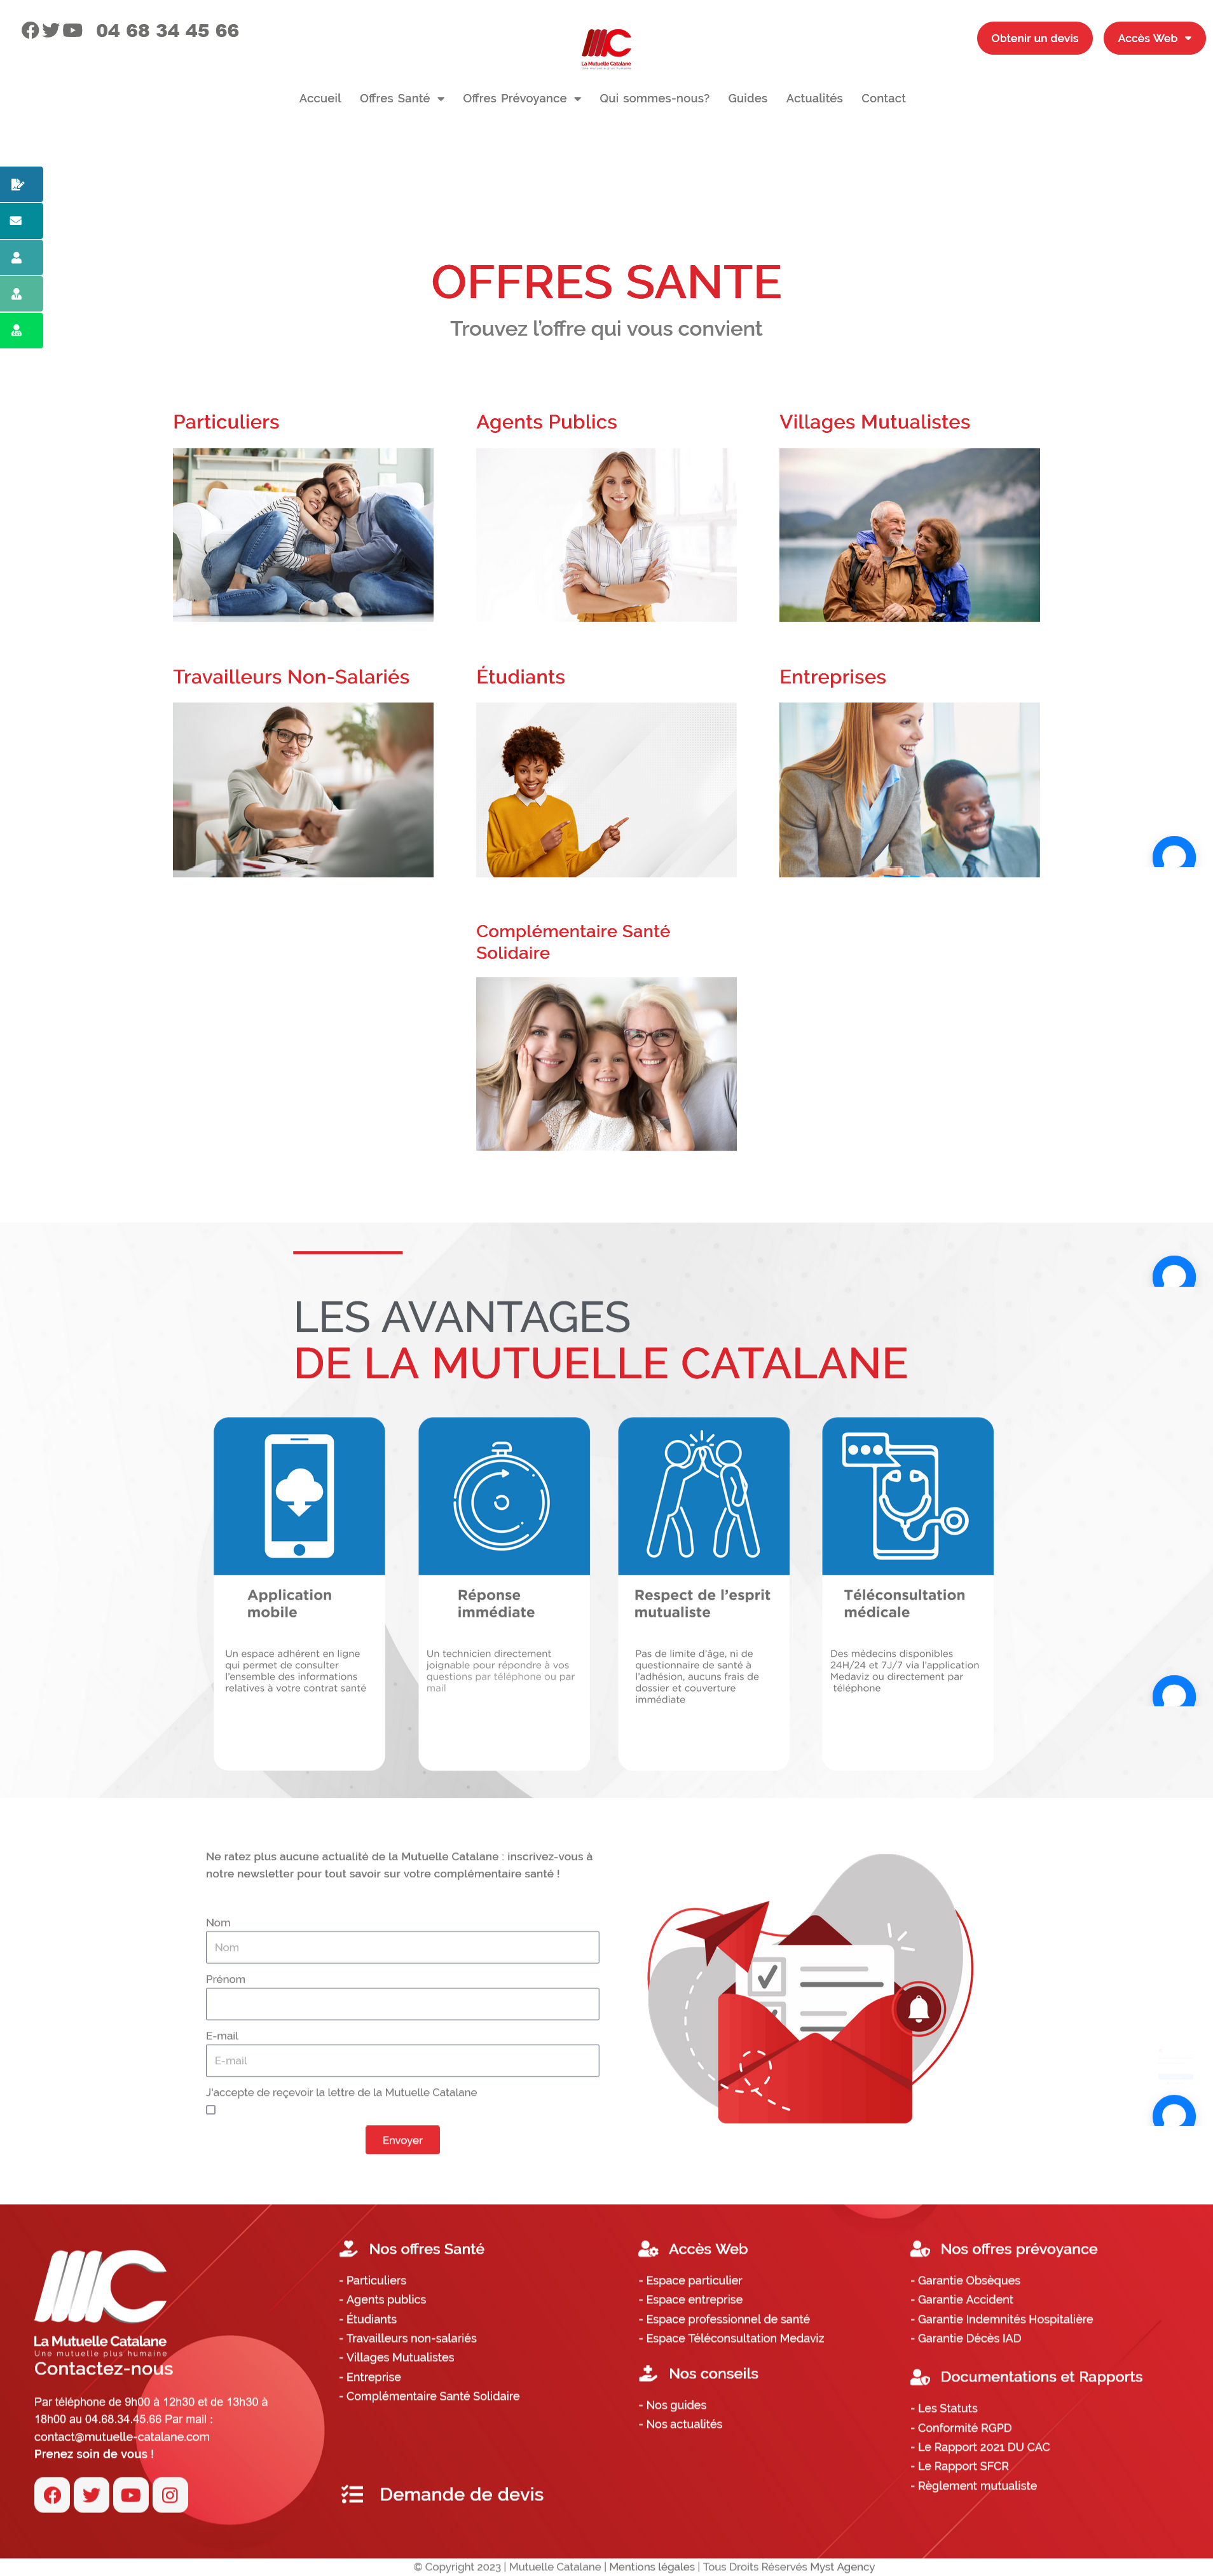 04 68 34 45 66
La Mutuelle Catalane
Une mutuelle plus humaine
Obtenir un devis
Accès Web
Accueil
Offres Santé
Offres Prévoyance
Qui sommes-nous?
Guides
Actualités
Contact
OFFRES SANTE
Trouvez l'offre qui vous convient
Particuliers
Agents Publics
Villages Mutualistes
Travailleurs Non-Salariés
Étudiants
Entreprises
Complémentaire Santé
Solidaire
LES AVANTAGES
DE LA MUTUELLE CATALANE
Application
mobile
Un espace adhérent en ligne
qui permet de consulter
l'ensemble des informations
relatives à votre contrat santé
Réponse
immédiate
Un technicien directement
joignable pour répondre à vos
questions par téléphone ou par
mail
Respect de l'esprit
mutualiste
Pas de limite d'âge, ni de
questionnaire de santé à
l'adhésion, aucuns frais de
dossier et couverture
immédiate
Téléconsultation
médicale
Des médecins disponibles
24H/24 et 7J/7 via l'application
Medaviz ou directement par
téléphone
Ne ratez plus aucune actualité de la Mutuelle Catalane : inscrivez-vous à
notre newsletter pour tout savoir sur votre complémentaire santé !
Nom
Nom
Prénom
E-mail
E-mail
J'accepte de reçevoir la lettre de la Mutuelle Catalane
Envoyer
La Mutuelle Catalane
Une mutuelle plus humaine
Contactez-nous
Par téléphone de 9h00 à 12h30 et de 13h30 à
18h00 au 04.68.34.45.66 Par mail :
contact@mutuelle-catalane.com
Prenez soin de vous !
Nos offres Santé
- Particuliers
- Agents publics
- Étudiants
- Travailleurs non-salariés
- Villages Mutualistes
- Entreprise
- Complémentaire Santé Solidaire
Demande de devis
Accès Web
- Espace particulier
- Espace entreprise
- Espace professionnel de santé
- Espace Tèléconsultation Medaviz
Nos conseils
- Nos guides
- Nos actualités
Nos offres prévoyance
- Garantie Obsèques
- Garantie Accident
- Garantie Indemnités Hospitalière
- Garantie Décès IAD
Documentations et Rapports
- Les Statuts
- Conformité RGPD
- Le Rapport 2021 DU CAC
- Le Rapport SFCR
- Règlement mutualiste
© Copyright 2023 | Mutuelle Catalane | Mentions légales | Tous Droits Réservés Myst Agency